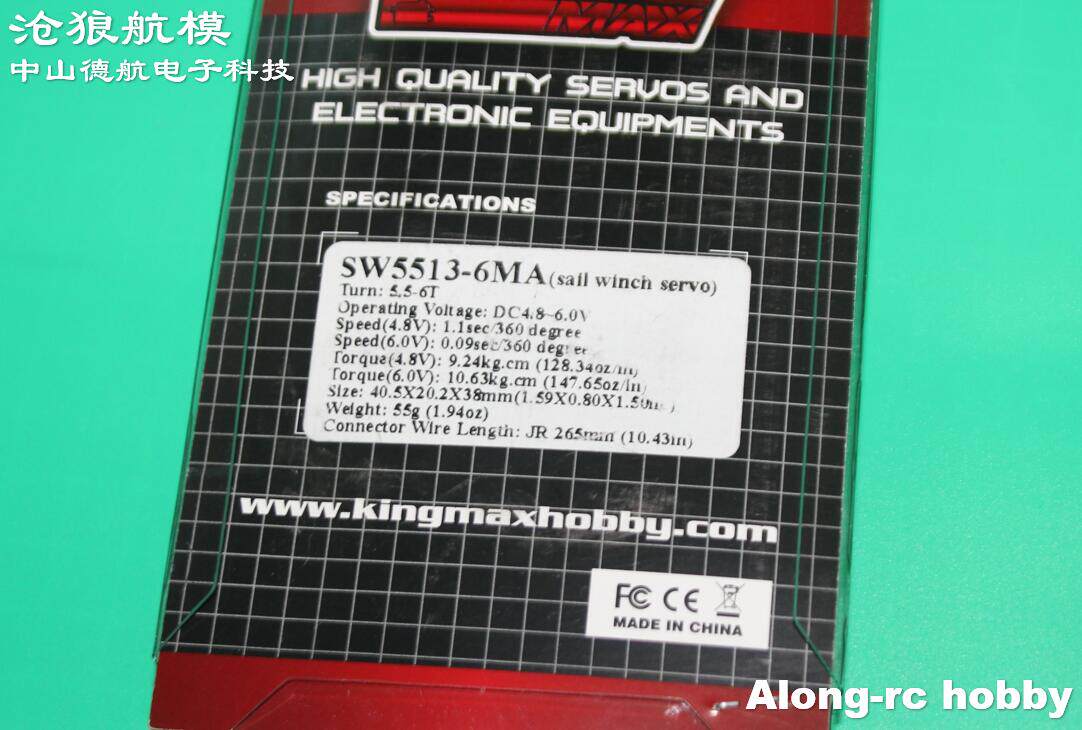 沧狼航模
中山德航电子科技
MAX
HIGH QUALITY SERVOS AND
ELECTRONIC EQUIPMENTS
SPECIFICATIONS
SW5513-6MA(sail winch servo)
Turn: 5.5-6T
Operating Voltage: DC4.8~6.0V
Speed(4.8V): 1.1sec/360 degree
Speed(6.0V): 0.09sec/360 degree
Torque(4.8V): 9.24kg.cm (128.34oz/in)
Torque(6.0V): 10.63kg.cm (147.65oz/in)
Size: 40.5X20.2X38mm
Weight: 55g (1.94oz)
Connector Wire Length: JR 265mm (10.43in)
www.kingmaxhobby.com
FC CE
MADE IN CHINA
Along-rc hobby